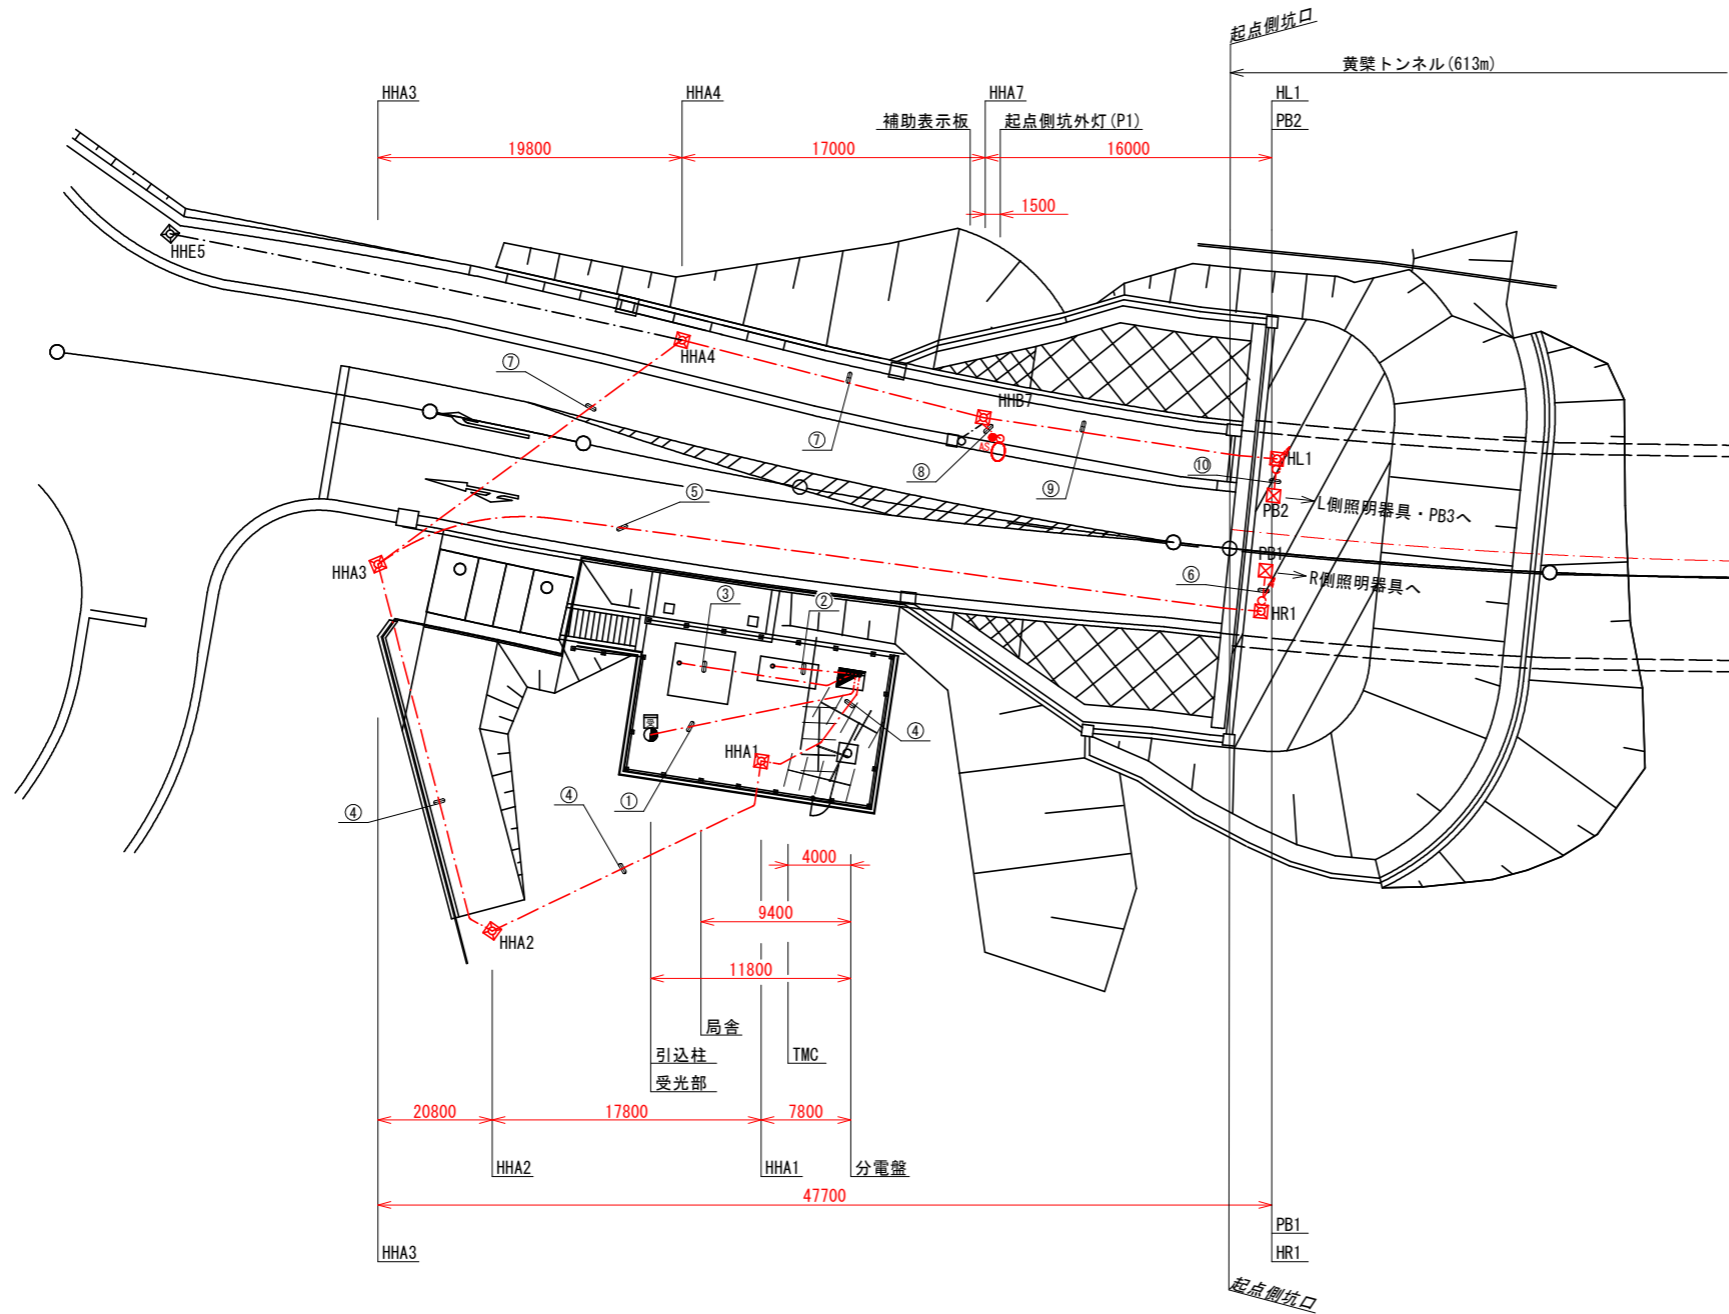 起点側坑口
黄檗トンネル(613m)
HHA3
HHA4
HHA7
HL1
補助表示板
起点側坑外灯(P1)
PB2
19800
17000
16000
1500
HHE5
HHA4
⑦
HHB7
⑦
AS
⑧
⑨
⑩
HL1
L側照明器具・PB3へ
PB2
⑤
HHA3
PB1
R側照明器具へ
⑥
HR1
③
②
受
HHA1
④
①
④
④
HHA2
4000
9400
11800
局舎
引込柱
TMC
受光部
20800
17800
7800
HHA2
HHA1
分電盤
47700
PB1
HHA3
HR1
起点側坑口